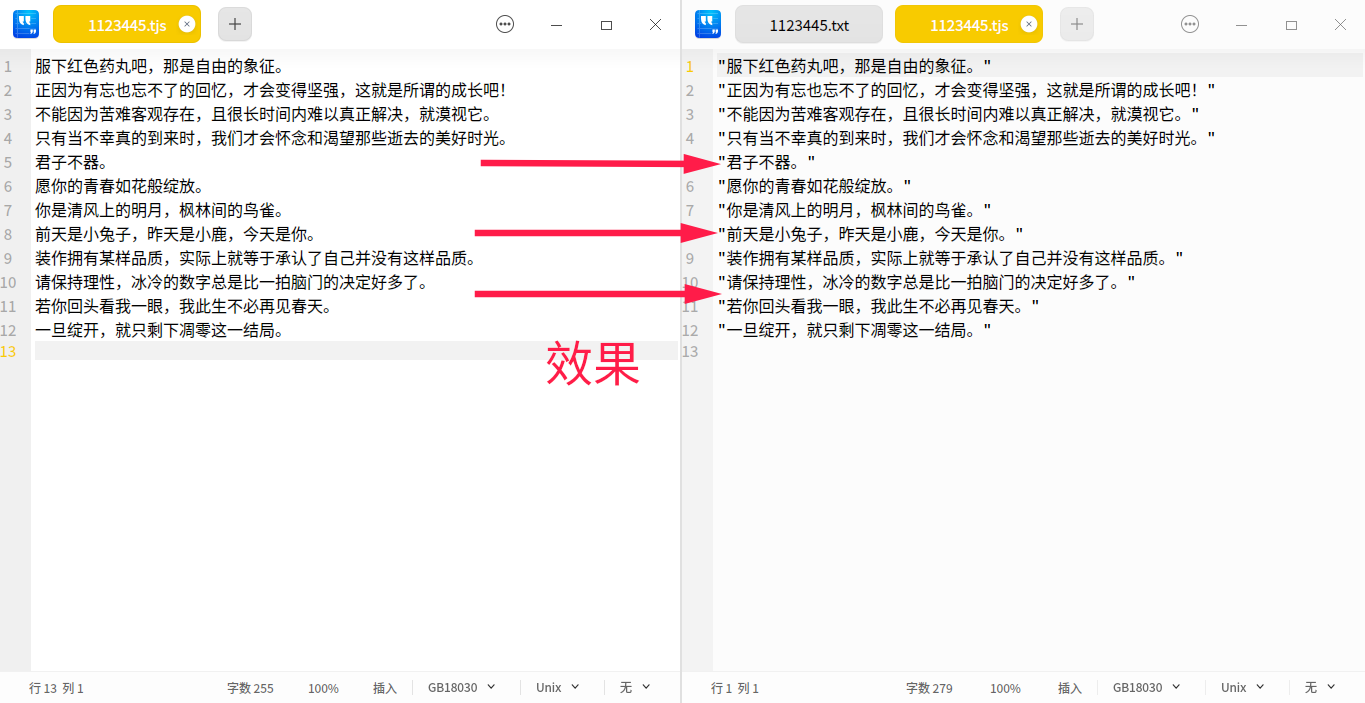 1123445.tjs
1 服下红色药丸吧，那是自由的象征。
2 正因为有忘也忘不了的回忆，才会变得坚强，这就是所谓的成长吧！
3 不能因为苦难客观存在，且很长时间内难以真正解决，就漠视它。
4 只有当不幸真的到来时，我们才会怀念和渴望那些逝去的美好时光。
5 君子不器。
6 愿你的青春如花般绽放。
7 你是清风上的明月，枫林间的鸟雀。
8 前天是小兔子，昨天是小鹿，今天是你。
9 装作拥有某样品质，实际上就等于承认了自己并没有这样品质。
10 请保持理性，冰冷的数字总是比一拍脑门的决定好多了。
11 若你回头看我一眼，我此生不必再见春天。
12 一旦绽开，就只剩下凋零这一结局。
13
效果
行 13 列 1 字数 255 100% 插入 GB18030 Unix 无
1123445.txt 1123445.tjs
1 "服下红色药丸吧，那是自由的象征。"
2 "正因为有忘也忘不了的回忆，才会变得坚强，这就是所谓的成长吧！"
3 "不能因为苦难客观存在，且很长时间内难以真正解决，就漠视它。"
4 "只有当不幸真的到来时，我们才会怀念和渴望那些逝去的美好时光。"
5 "君子不器。"
6 "愿你的青春如花般绽放。"
7 "你是清风上的明月，枫林间的鸟雀。"
8 "前天是小兔子，昨天是小鹿，今天是你。"
9 "装作拥有某样品质，实际上就等于承认了自己并没有这样品质。"
10 "请保持理性，冰冷的数字总是比一拍脑门的决定好多了。"
11 "若你回头看我一眼，我此生不必再见春天。"
12 "一旦绽开，就只剩下凋零这一结局。"
13
行 1 列 1 字数 279 100% 插入 GB18030 Unix 无